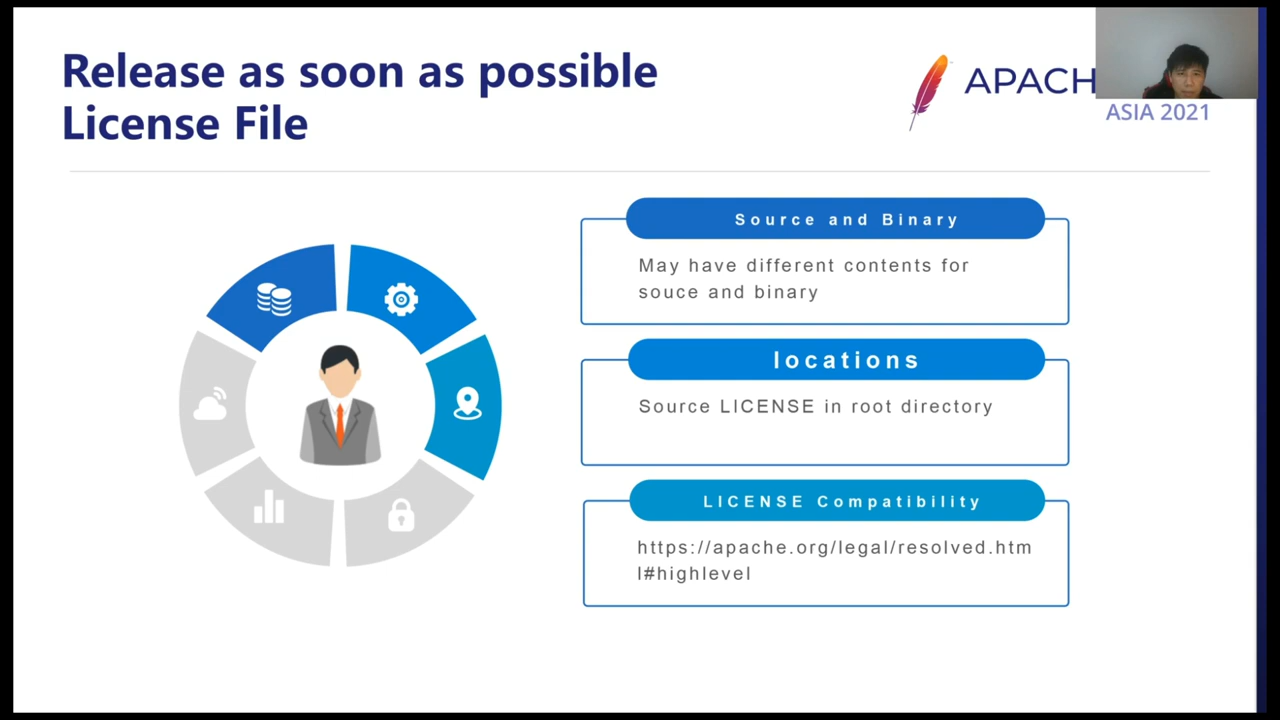 Release as soon as possible
License File
APACH
ASIA 2021
Source and Binary
May have different contents for
souce and binary
locations
Source LICENSE in root directory
LICENSE Compatibility
https://apache.org/legal/resolved.htm
l#highlevel